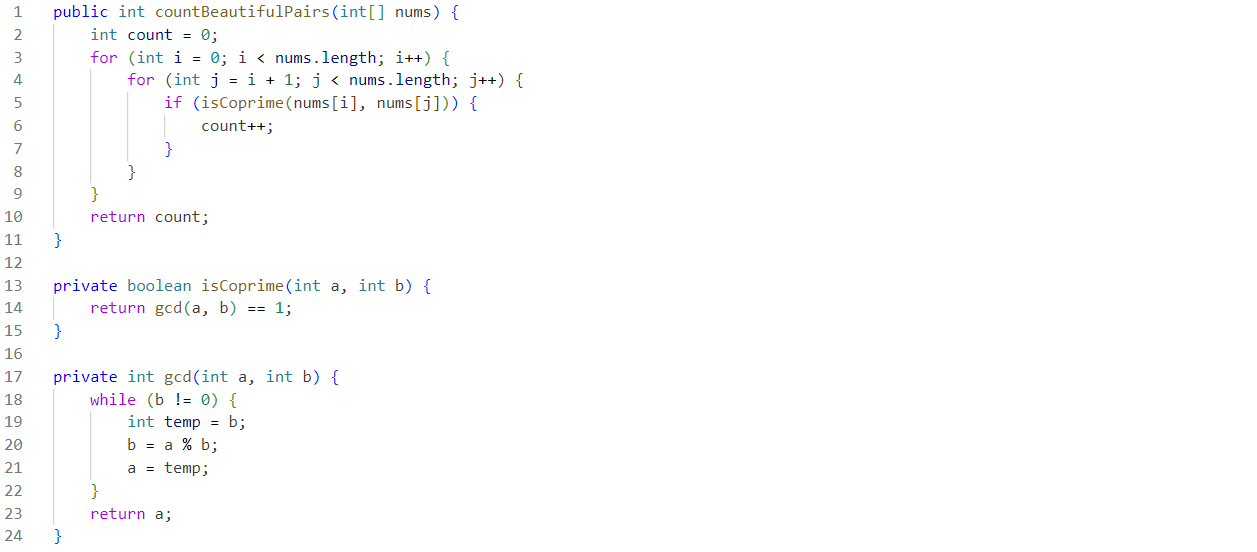 1 public int countBeautifulPairs(int[] nums) {
2     int count = 0;
3     for (int i = 0; i < nums.length; i++) {
4         for (int j = i + 1; j < nums.length; j++) {
5             if (isCoprime(nums[i], nums[j])) {
6                 count++;
7             }
8         }
9     }
10     return count;
11 }
12
13 private boolean isCoprime(int a, int b) {
14     return gcd(a, b) == 1;
15 }
16
17 private int gcd(int a, int b) {
18     while (b != 0) {
19         int temp = b;
20         b = a % b;
21         a = temp;
22     }
23     return a;
24 }